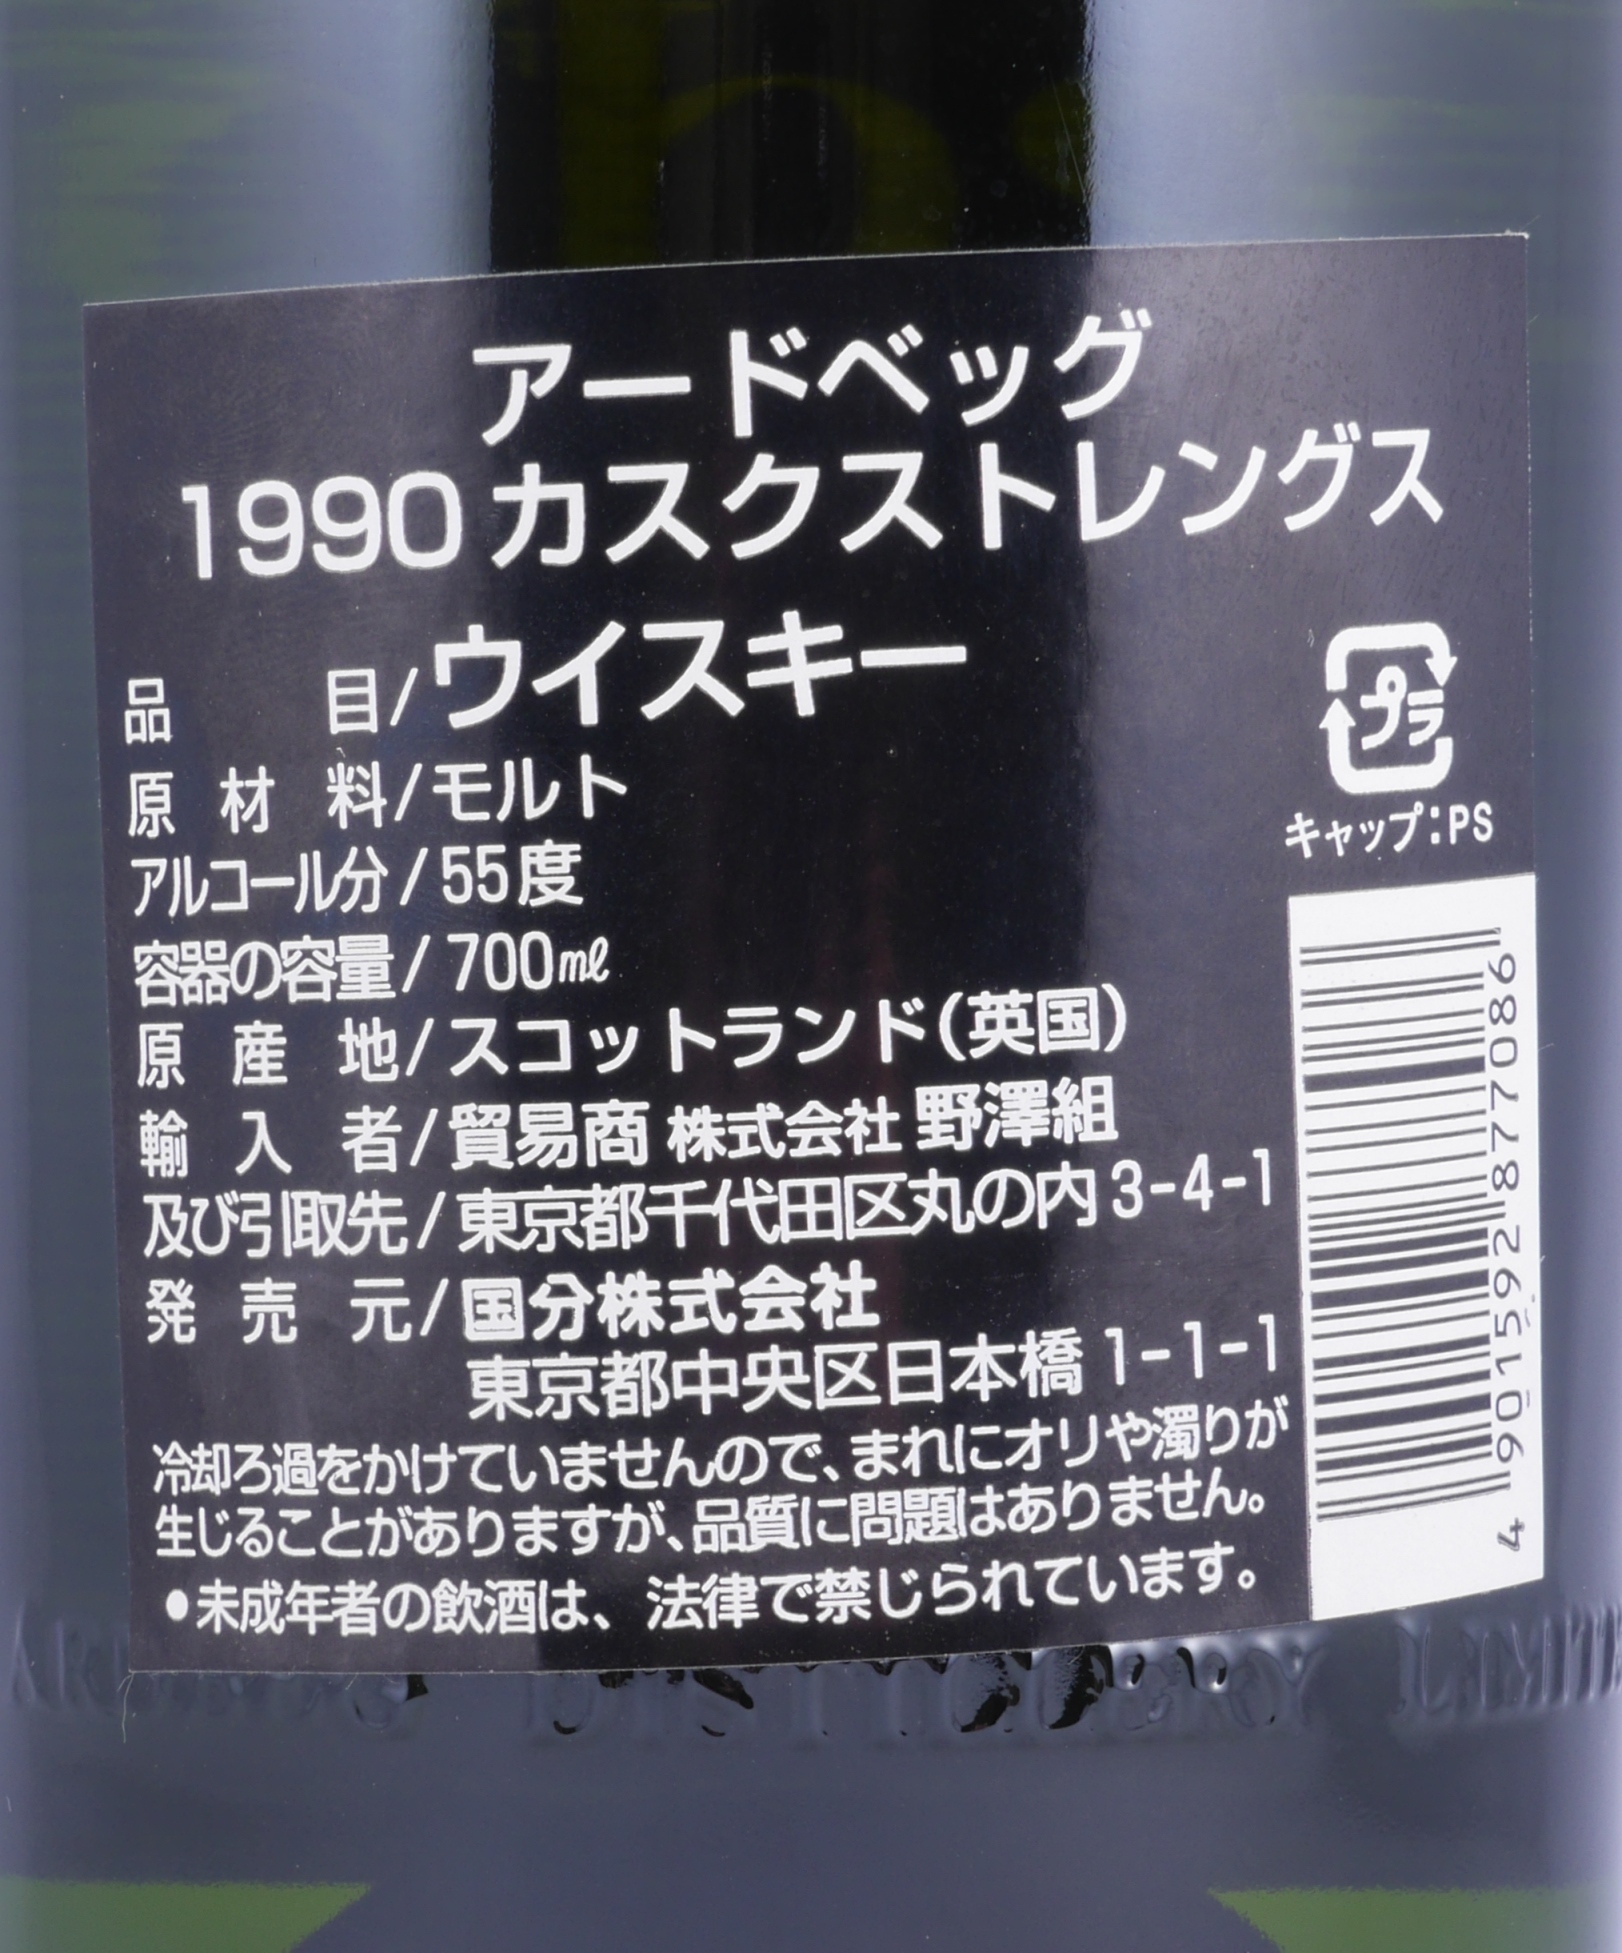 アードベッグ
1990 カスクストレングス
品目/ウイスキー
原材料/モルト
アルコール分/55度
容器の容量/700㎖
原産地/スコットランド(英国)
輸入者/貿易商 株式会社 野澤組
及び引取先/東京都千代田区丸の内3-4-1
発売元/国分株式会社
東京都中央区日本橋1-1-1
冷却ろ過をかけていませんので、まれにオリや濁りが
生じることがありますが、品質に問題はありません。
•未成年者の飲酒は、法律で禁じられています。
プラ
キャップ:PS
4 901592 877086
DISTILLERY LIMITE